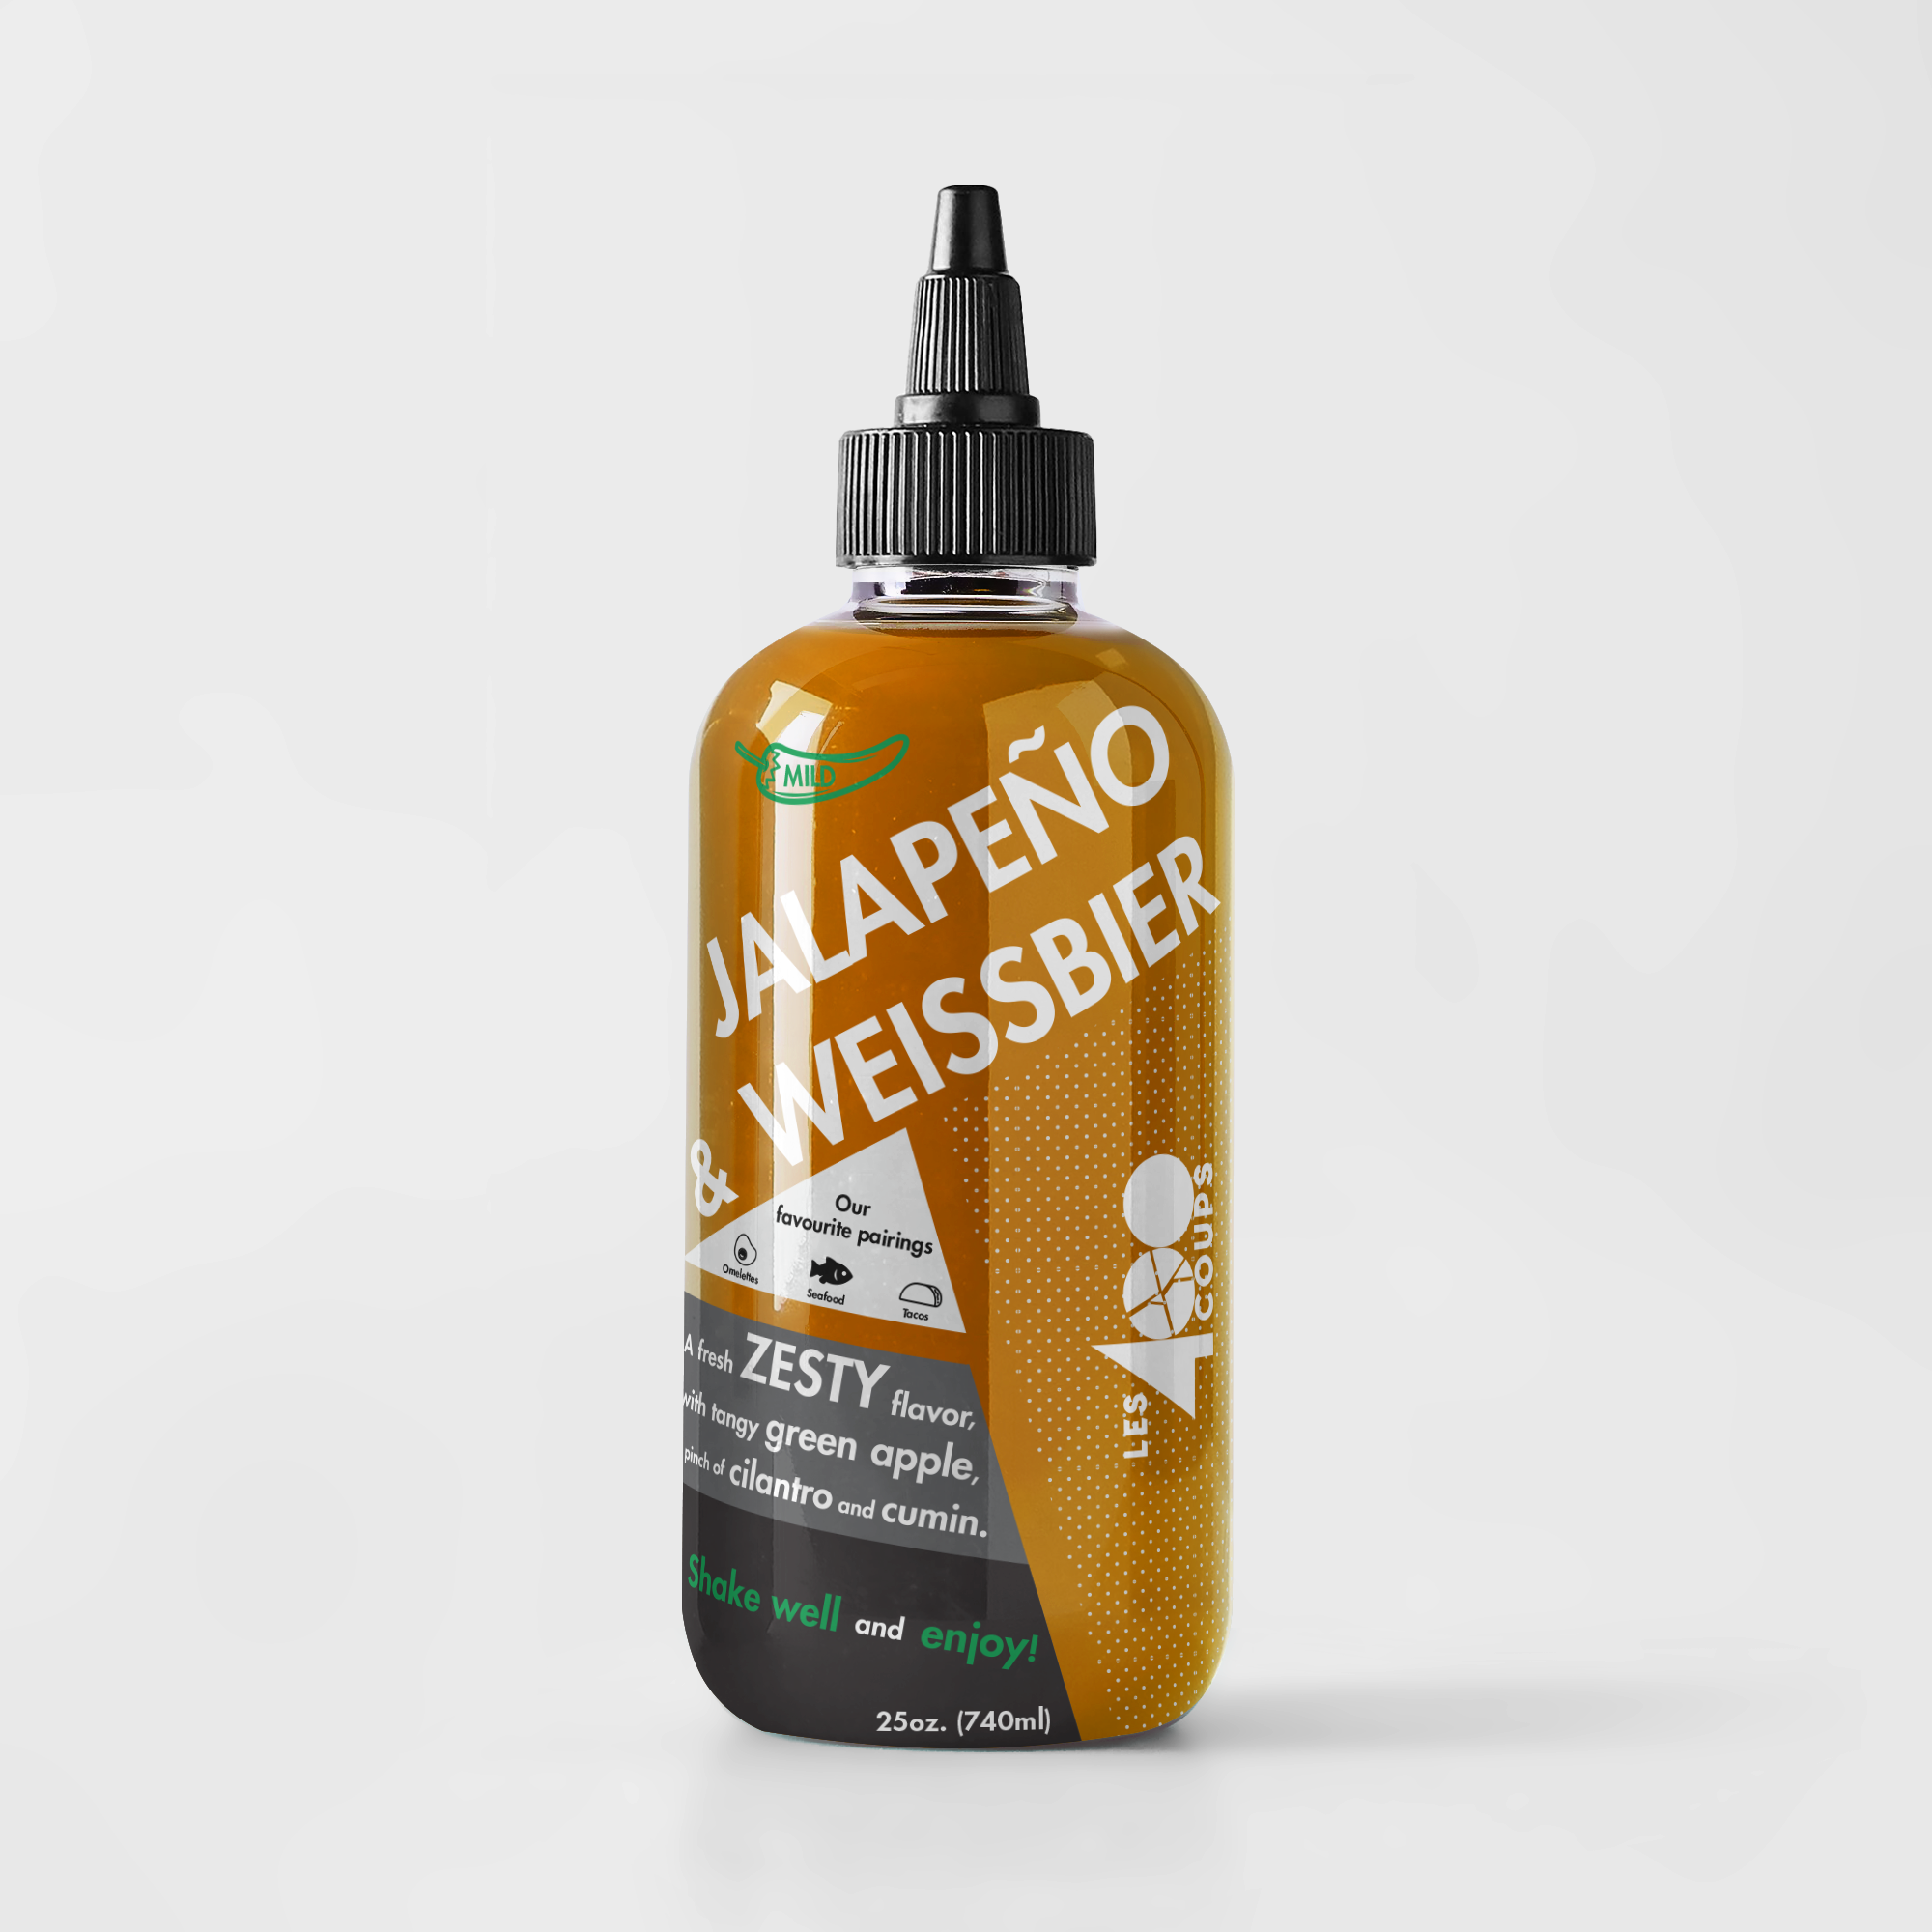 MILD
JALAPEÑO
& WEISSBIER
Our
favourite pairings
Omelettes
Seafood
Tacos
A fresh ZESTY flavor,
with tangy green apple,
pinch of cilantro and cumin.
Shake well and enjoy!
25oz. (740ml)
LES 400 COUPS